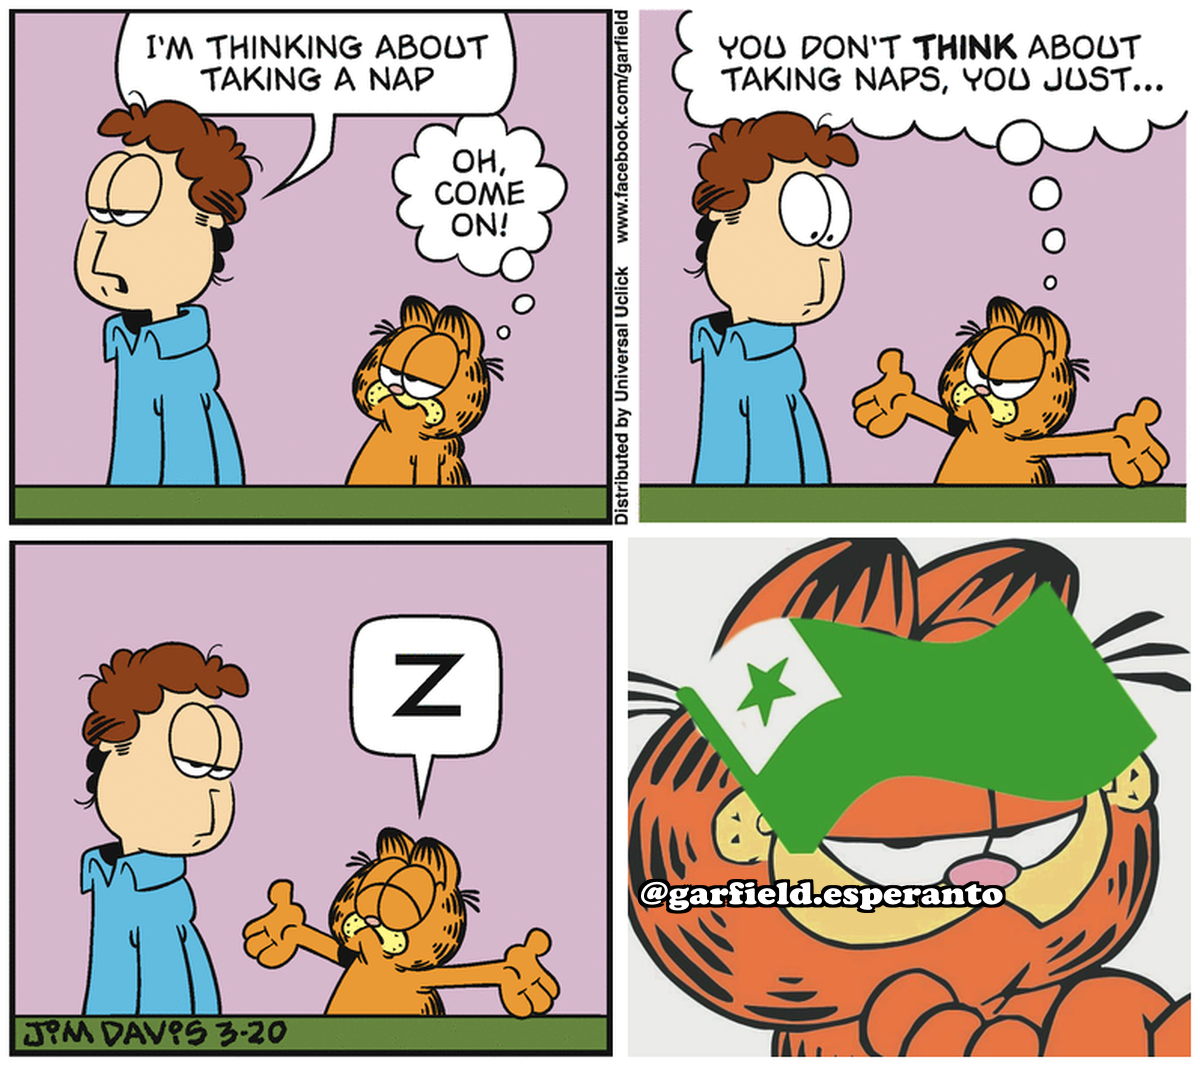 I'M THINKING ABOUT
TAKING A NAP
OH,
COME
ON!
Distributed by Universal Uclick www.facebook.com/garfield
YOU DON'T THINK ABOUT
TAKING NAPS, YOU JUST...
Z
JIM DAVIS 3-20
@garfield.esperanto